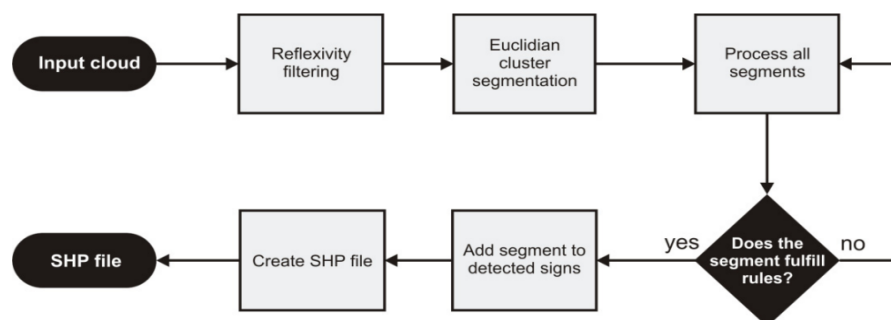 Input cloud
Reflexivity
filtering
Euclidian
cluster
segmentation
Process all
segments
Does the
segment fulfill
rules?
no
yes
Add segment to
detected signs
Create SHP file
SHP file